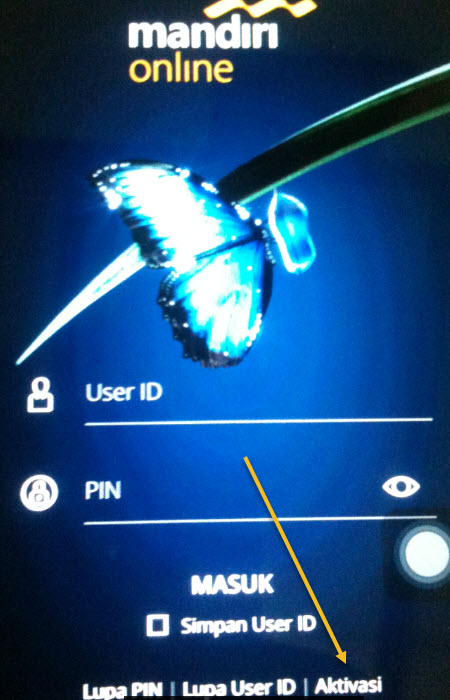 mandiri
online
User ID
PIN
MASUK
Simpan User ID
Lupa PIN | Lupa User ID | Aktivasi